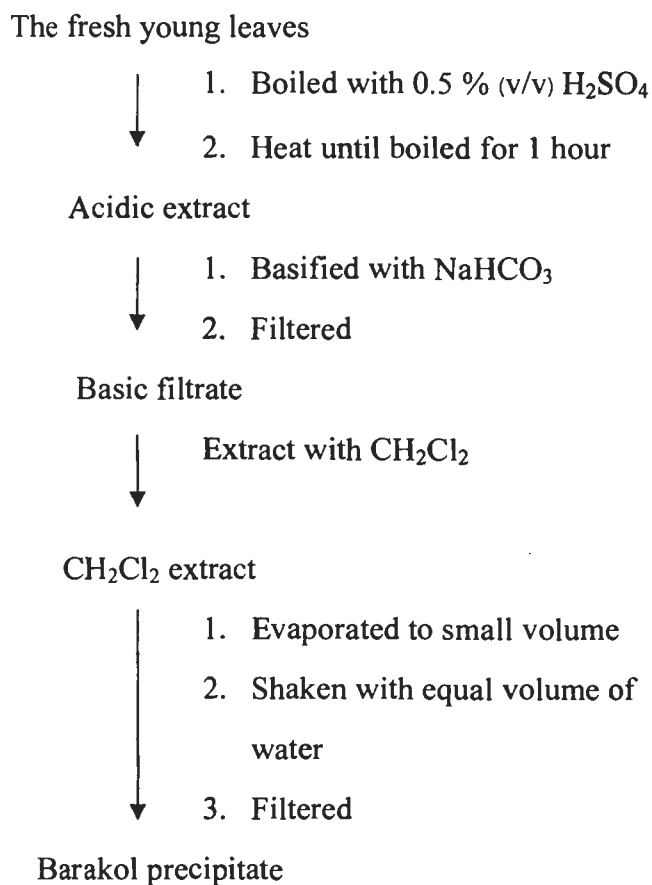 The fresh young leaves
1. Boiled with 0.5 % (v/v) H₂SO₄
2. Heat until boiled for 1 hour
Acidic extract
1. Basified with NaHCO₃
2. Filtered
Basic filtrate
Extract with CH₂Cl₂
CH₂Cl₂ extract
1. Evaporated to small volume
2. Shaken with equal volume of
water
3. Filtered
Barakol precipitate